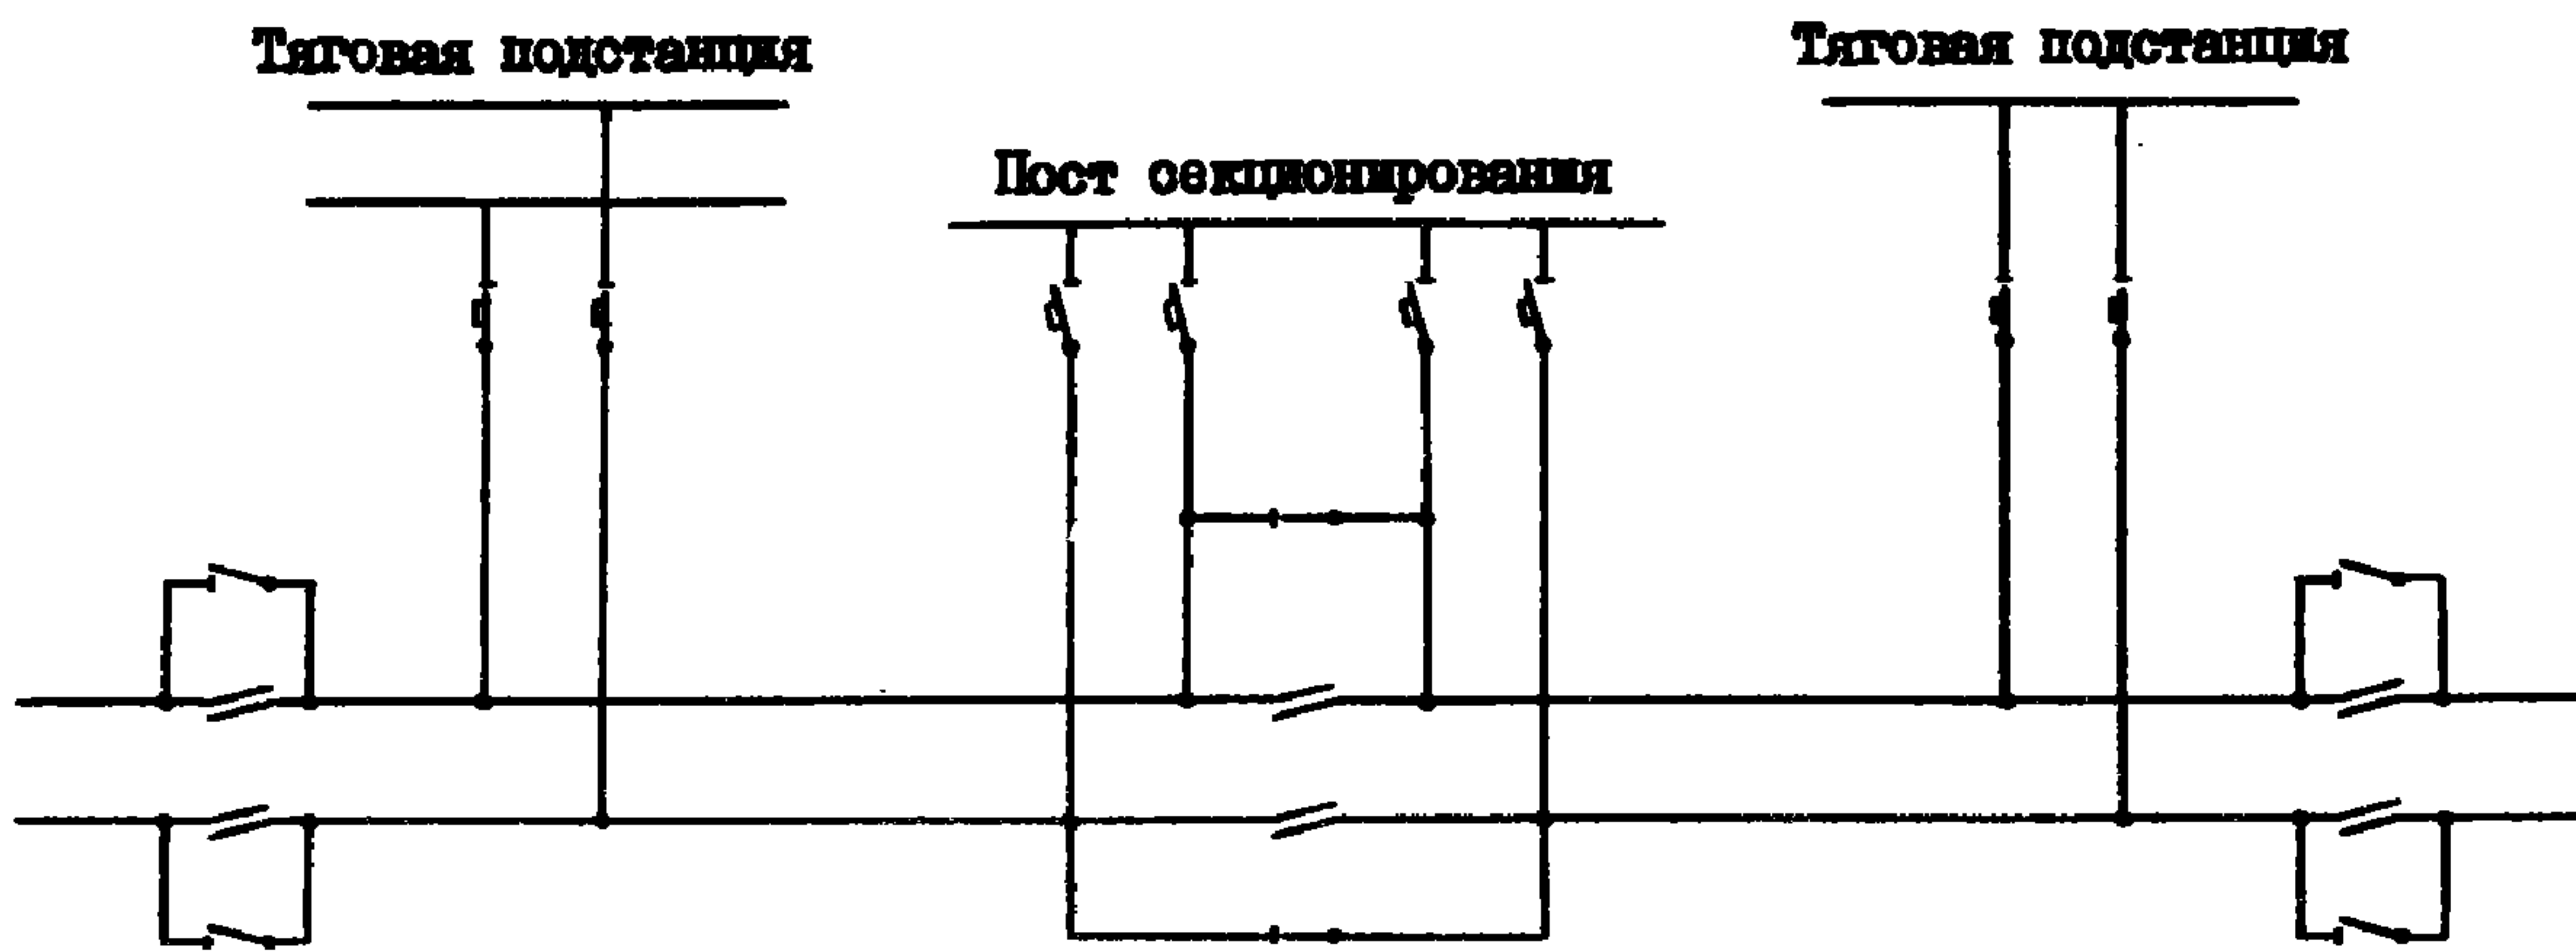 Тяговая подстанция
Тяговая подстанция
Пост секционирования